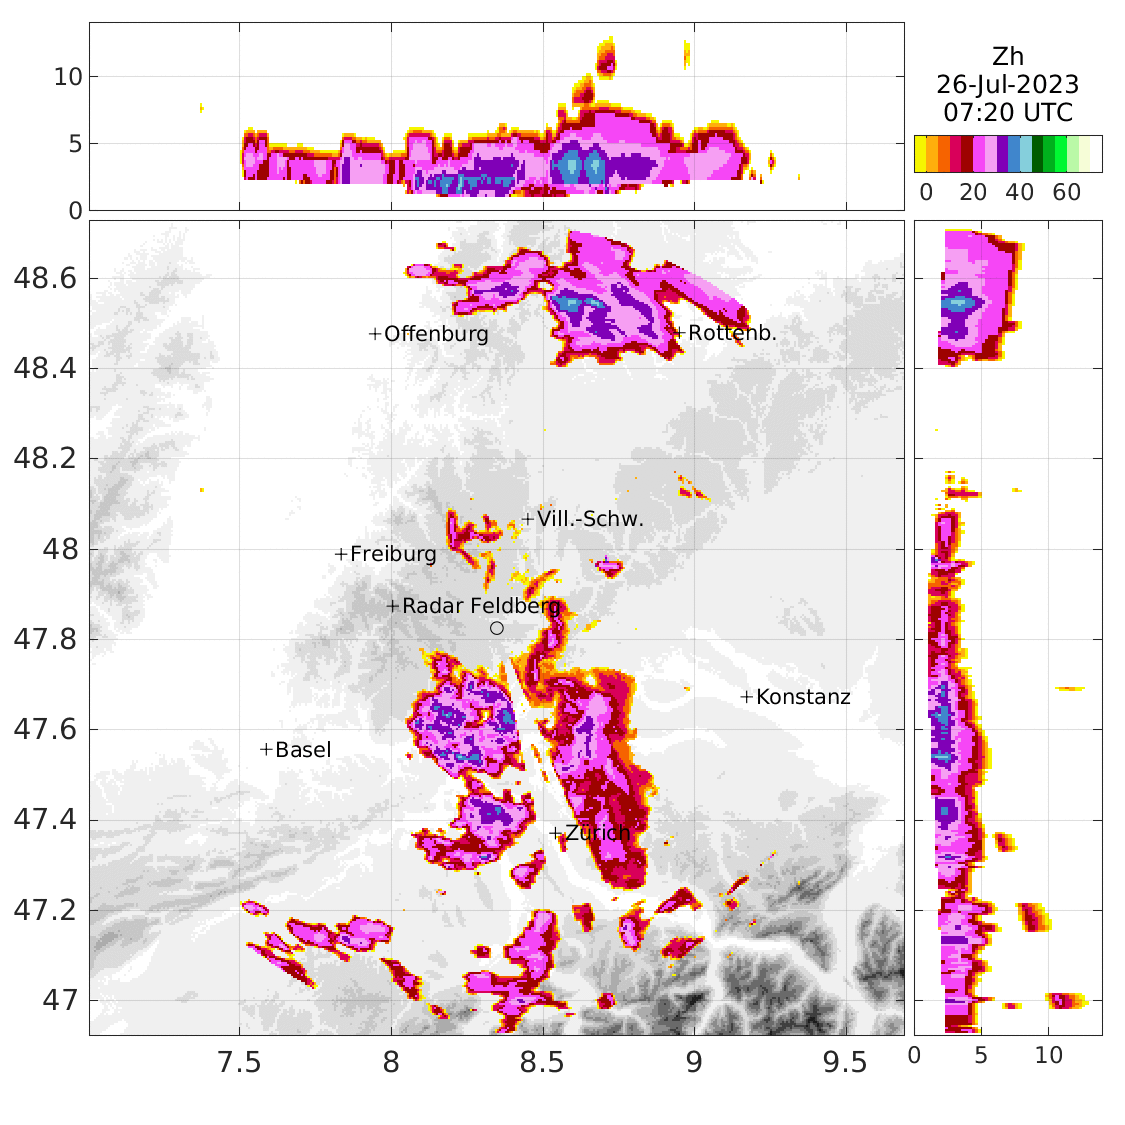 10
5
0
Zh
26-Jul-2023
07:20 UTC
0 20 40 60
48.6
48.4
48.2
48
47.8
47.6
47.4
47.2
47
+Offenburg
+Rottenb.
+Vill.-Schw.
+Freiburg
+Radar Feldberg
+Konstanz
+Basel
+Zürich
7.5 8 8.5 9 9.5
0 5 10